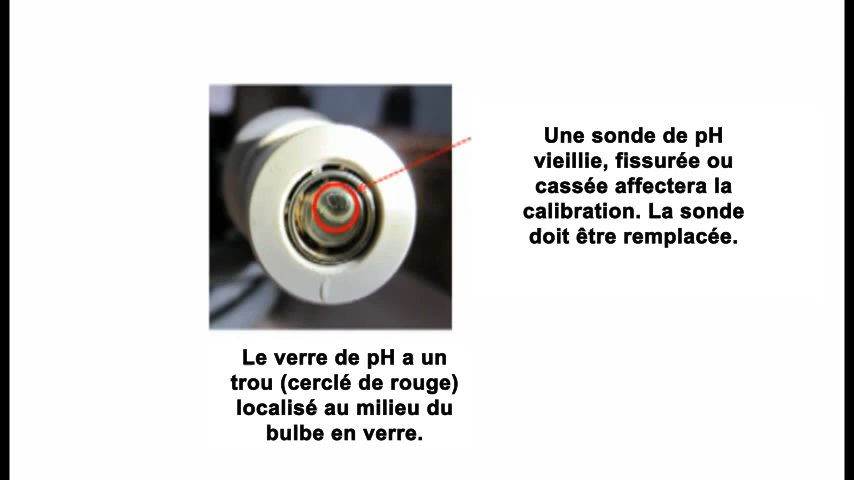 Une sonde de pH
vieillie, fissurée ou
cassée affectera la
calibration. La sonde
doit être remplacée.
Le verre de pH a un
trou (cerclé de rouge)
localisé au milieu du
bulbe en verre.